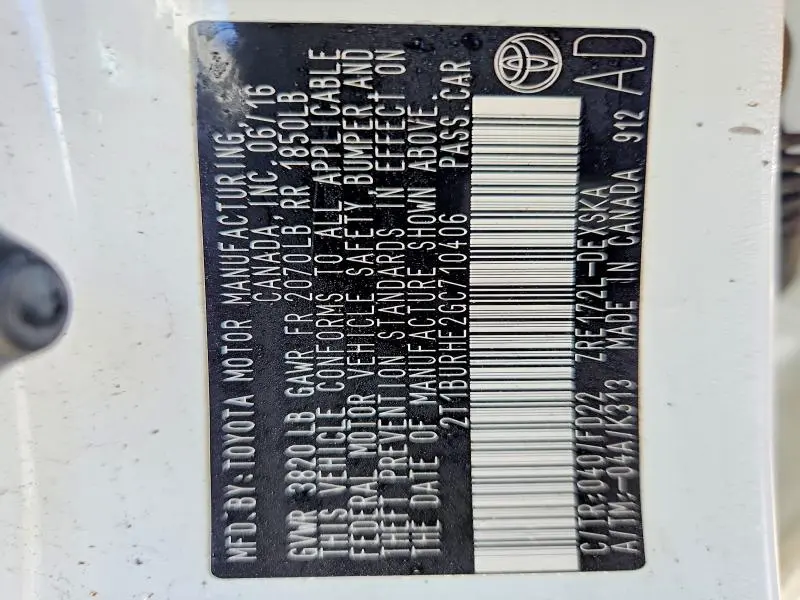 MFD. BY: TOYOTA MOTOR MANUFACTURING,
CANADA, INC. 06/16
GVWR 3820 LB GAWR FR 2070LB RR 1850LB
THIS VEHICLE CONFORMS TO ALL APPLICABLE
FEDERAL MOTOR VEHICLE SAFETY, BUMPER, AND
THEFT PREVENTION STANDARDS IN EFFECT ON
THE DATE OF MANUFACTURE SHOWN ABOVE.
2T1BURHE2GC710406 PASS. CAR
C/TR:040/FD22 ZRE172L-DEXSKA
A/TM:-04A/K313 MADE IN CANADA 912 AD